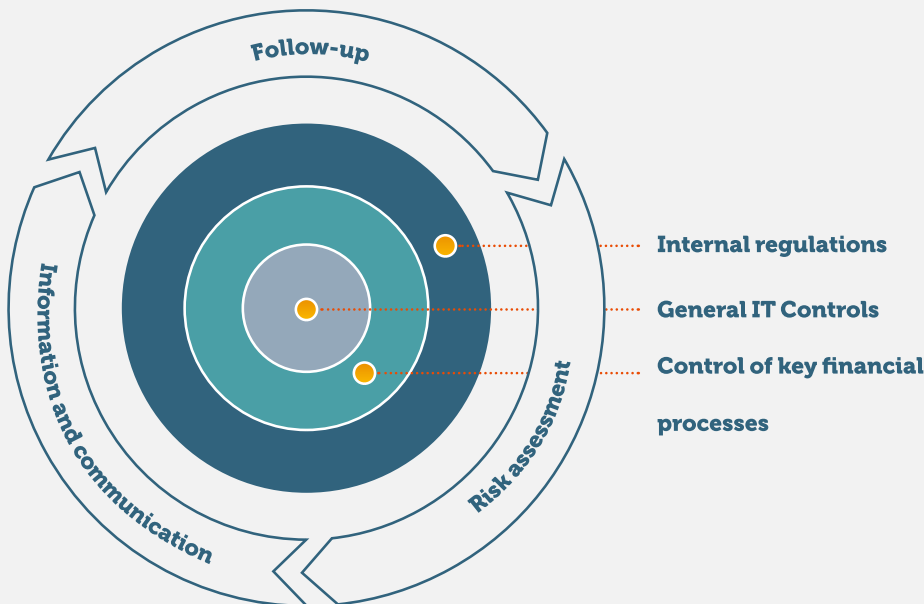 Follow-up
Internal regulations
General IT Controls
Control of key financial
processes
Risk assessment
Information and communication